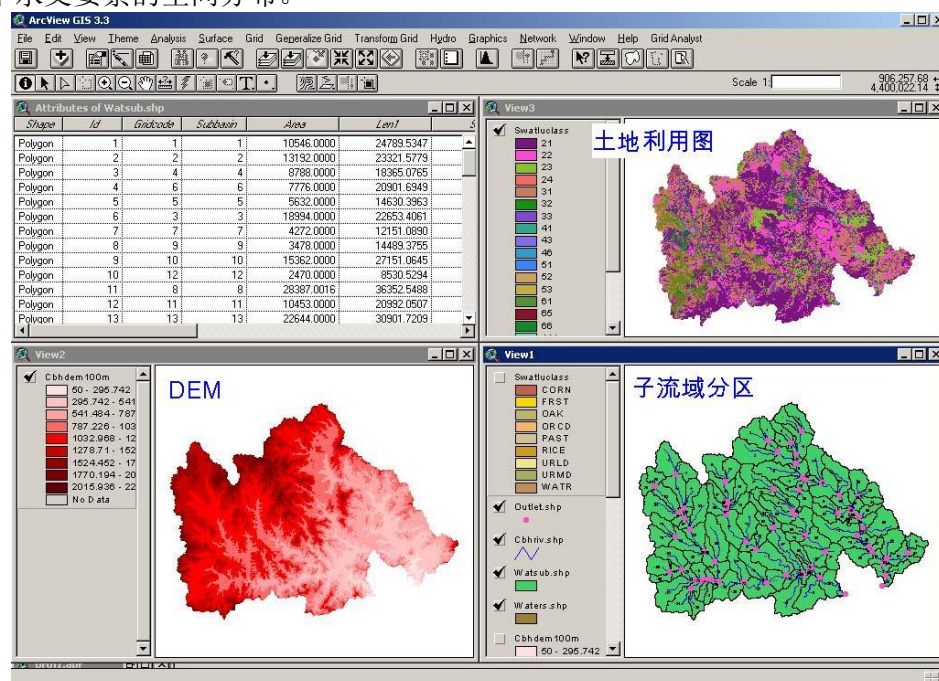 水文要素的空间分布。
ArcView GIS 3.3
File Edit View Theme Analysis Surface Grid Generalize Grid Transform Grid Hydro Graphics Network Window Help Grid Analyst
Scale 1:
906,257.68
4,400,022.14
Attributes of Watsub.shp
Shape Id Gridcode Subbasin Area Len1
Polygon 1 1 1 10546.0000 24789.5347
Polygon 2 2 2 13192.0000 23321.5779
Polygon 3 4 4 8788.0000 18365.0765
Polygon 4 6 6 7776.0000 20901.6949
Polygon 5 5 5 5632.0000 14630.3963
Polygon 6 3 3 18994.0000 22653.4061
Polygon 7 7 7 4272.0000 12151.0890
Polygon 8 9 9 3478.0000 14489.3755
Polygon 9 10 10 15362.0000 27151.0645
Polygon 10 12 12 2470.0000 8530.5294
Polygon 11 8 8 28387.0016 36352.5488
Polygon 12 11 11 10453.0000 20992.0507
Polygon 13 13 13 22644.0000 30901.7209
View3
Swatluclass
21
22
23
24
31
32
33
41
43
46
51
52
53
61
65
66
土地利用图
View2
Cbhdem100m
50 - 295.742
295.742 - 541
541.484 - 787
787.226 - 103
1032.968 - 12
1278.71 - 152
1524.452 - 17
1770.194 - 20
2015.936 - 22
No Data
DEM
View1
Swatluclass
CORN
FRST
OAK
ORCD
PAST
RICE
URLD
URMD
WATR
Outlet.shp
Cbhriv.shp
Watsub.shp
Waters.shp
Cbhdem100m
50 - 295.742
子流域分区